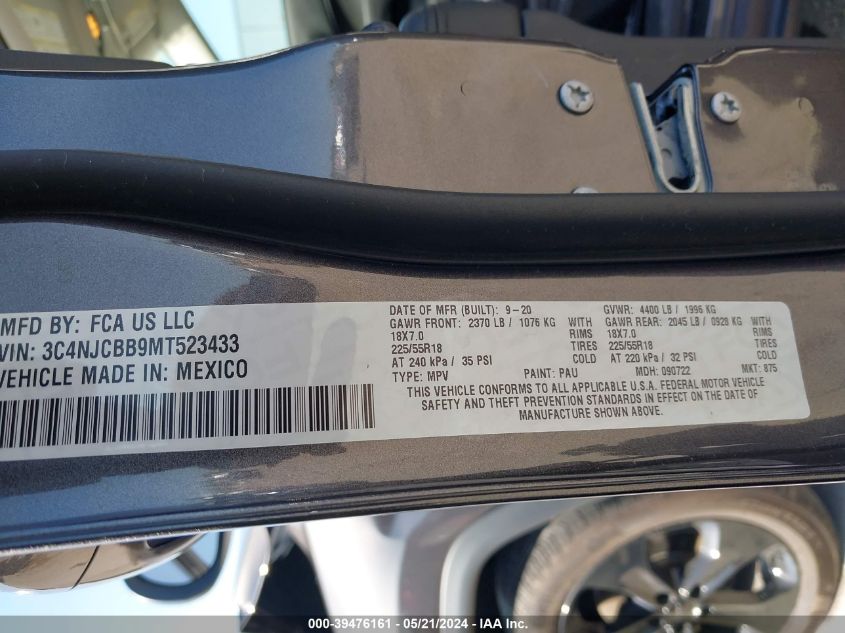 MFD BY: FCA US LLC
VIN: 3C4NJCBB9MT523433
VEHICLE MADE IN: MEXICO
DATE OF MFR (BUILT): 9-20
GVWR: 4400 LB / 1996 KG
GAWR FRONT: 2370 LB / 1076 KG WITH
GAWR REAR: 2045 LB / 0928 KG WITH
18X7.0 RIMS
18X7.0 RIMS
225/55R18 TIRES
225/55R18 TIRES
AT 240 kPa / 35 PSI COLD
AT 220 kPa / 32 PSI COLD
TYPE: MPV PAINT: PAU MDH: 090722 MKT: 875
THIS VEHICLE CONFORMS TO ALL APPLICABLE U.S.A. FEDERAL MOTOR VEHICLE
SAFETY AND THEFT PREVENTION STANDARDS IN EFFECT ON THE DATE OF
MANUFACTURE SHOWN ABOVE.
000-39476161 - 05/21/2024 - IAA Inc.